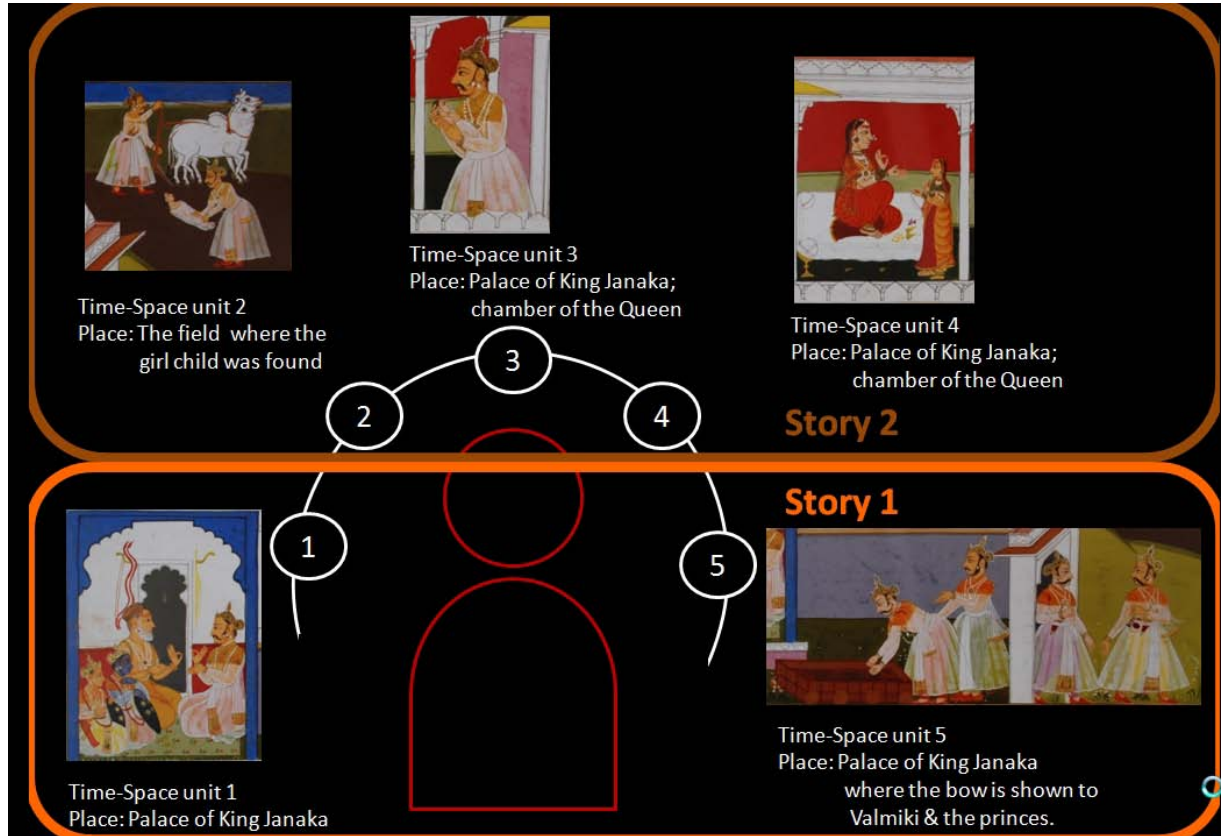 Time-Space unit 2
Place: The field where the
girl child was found
Time-Space unit 3
Place: Palace of King Janaka;
chamber of the Queen
Time-Space unit 4
Place: Palace of King Janaka;
chamber of the Queen
3
2
4
Story 2
Story 1
1
5
Time-Space unit 1
Place: Palace of King Janaka
Time-Space unit 5
Place: Palace of King Janaka
where the bow is shown to
Valmiki & the princes.